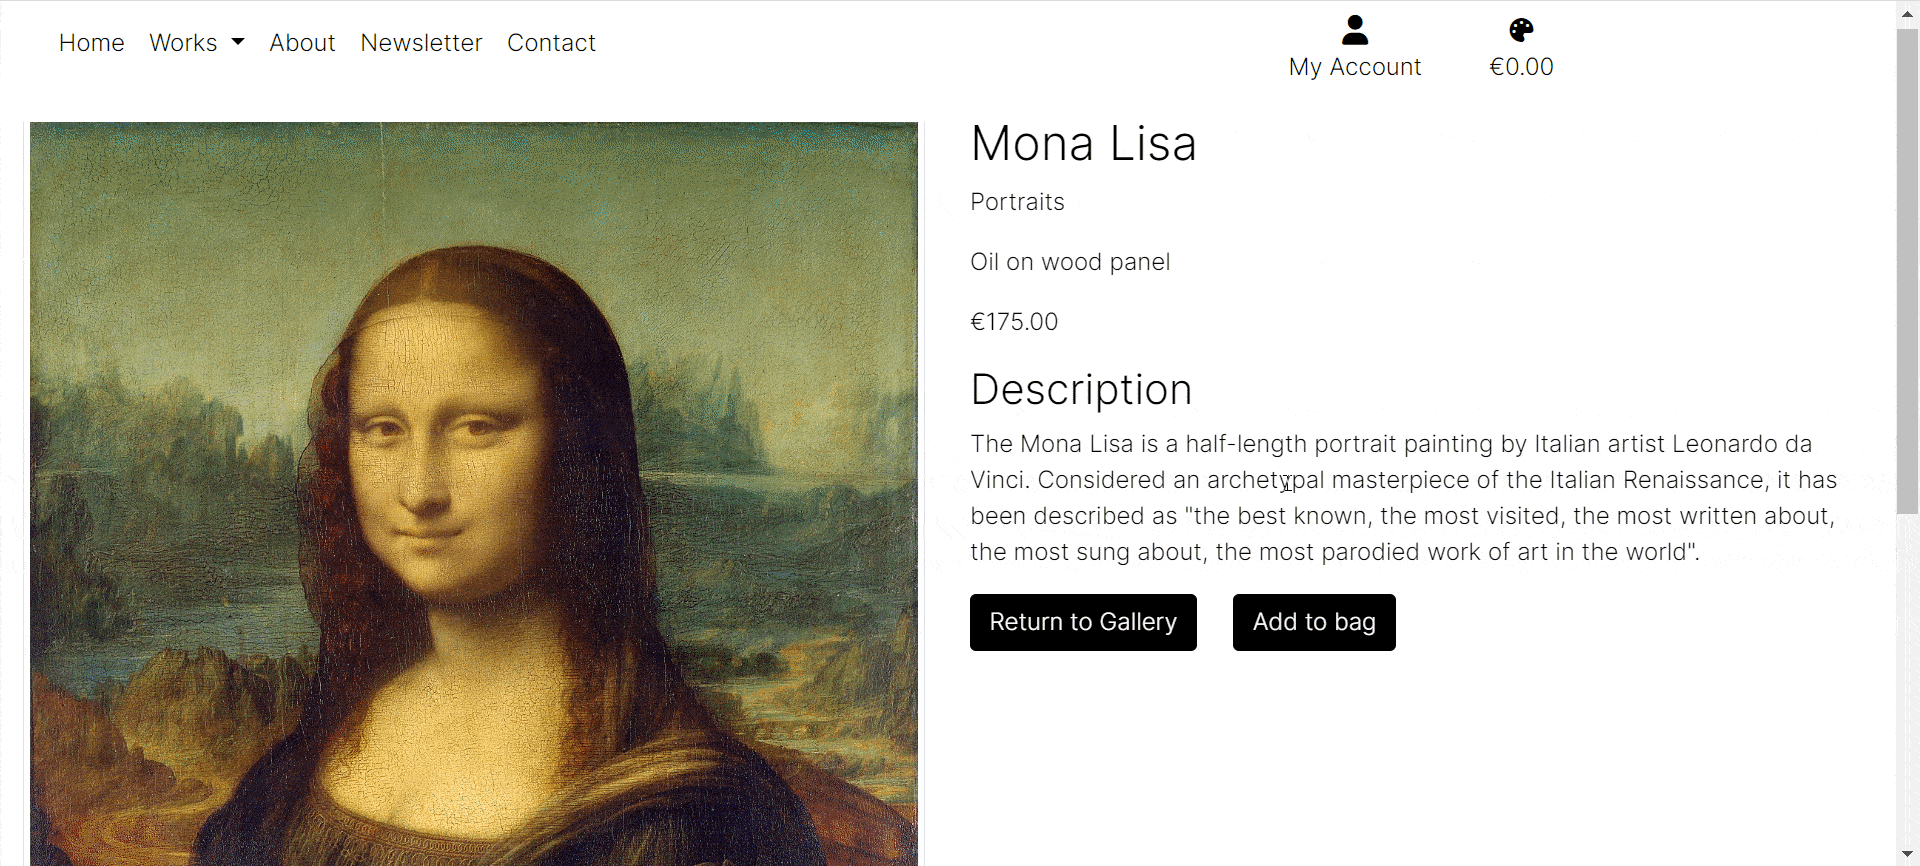 Home Works About Newsletter Contact
My Account €0.00
Mona Lisa
Portraits
Oil on wood panel
€175.00
Description
The Mona Lisa is a half-length portrait painting by Italian artist Leonardo da
Vinci. Considered an archetypal masterpiece of the Italian Renaissance, it has
been described as "the best known, the most visited, the most written about,
the most sung about, the most parodied work of art in the world".
Return to Gallery Add to bag